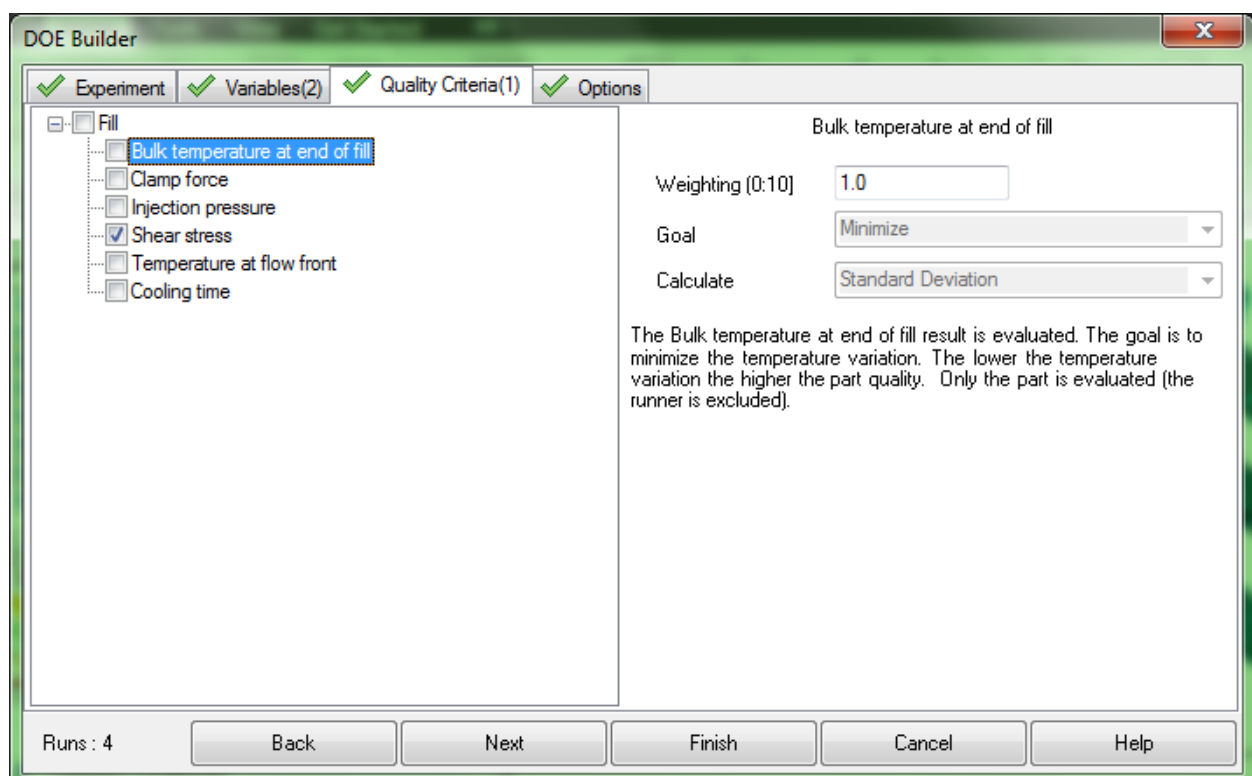 DOE Builder
Experiment
Variables(2)
Quality Criteria(1)
Options
Fill
Bulk temperature at end of fill
Clamp force
Injection pressure
Shear stress
Temperature at flow front
Cooling time
Bulk temperature at end of fill
Weighting (0:10]
1.0
Goal
Minimize
Calculate
Standard Deviation
The Bulk temperature at end of fill result is evaluated. The goal is to
minimize the temperature variation. The lower the temperature
variation the higher the part quality.  Only the part is evaluated (the
runner is excluded).
Runs : 4
Back
Next
Finish
Cancel
Help